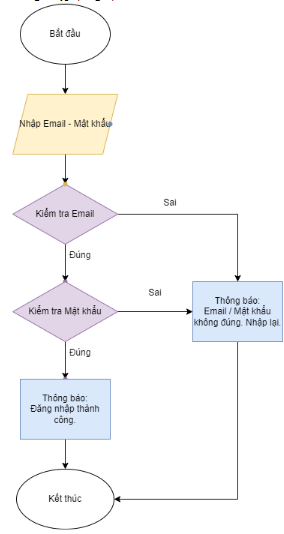 Bắt đầu
Nhập Email - Mật khẩu
Kiểm tra Email
Sai
Đúng
Kiểm tra Mật khẩu
Sai
Thông báo:
Email / Mật khẩu
không đúng. Nhập lại.
Đúng
Thông báo:
Đăng nhập thành
công.
Kết thúc